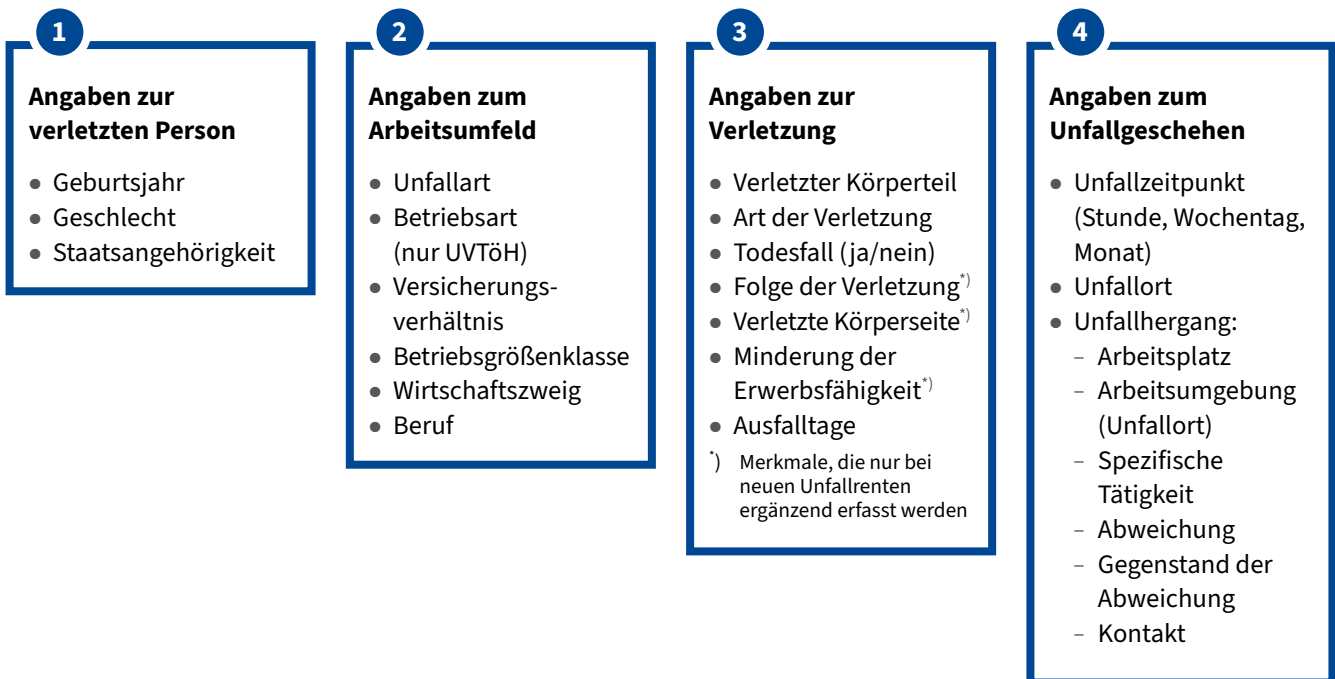 1
Angaben zur
verletzten Person
● Geburtsjahr
● Geschlecht
● Staatsangehörigkeit
2
Angaben zum
Arbeitsumfeld
● Unfallart
● Betriebsart
(nur UVTöH)
● Versicherungs-
verhältnis
● Betriebsgrößenklasse
● Wirtschaftszweig
● Beruf
3
Angaben zur
Verletzung
● Verletzter Körperteil
● Art der Verletzung
● Todesfall (ja/nein)
● Folge der Verletzung*)
● Verletzte Körperseite*)
● Minderung der
Erwerbsfähigkeit*)
● Ausfalltage
*) Merkmale, die nur bei
neuen Unfallrenten
ergänzend erfasst werden
4
Angaben zum
Unfallgeschehen
● Unfallzeitpunkt
(Stunde, Wochentag,
Monat)
● Unfallort
● Unfallhergang:
– Arbeitsplatz
– Arbeitsumgebung
(Unfallort)
– Spezifische
Tätigkeit
– Abweichung
– Gegenstand der
Abweichung
– Kontakt